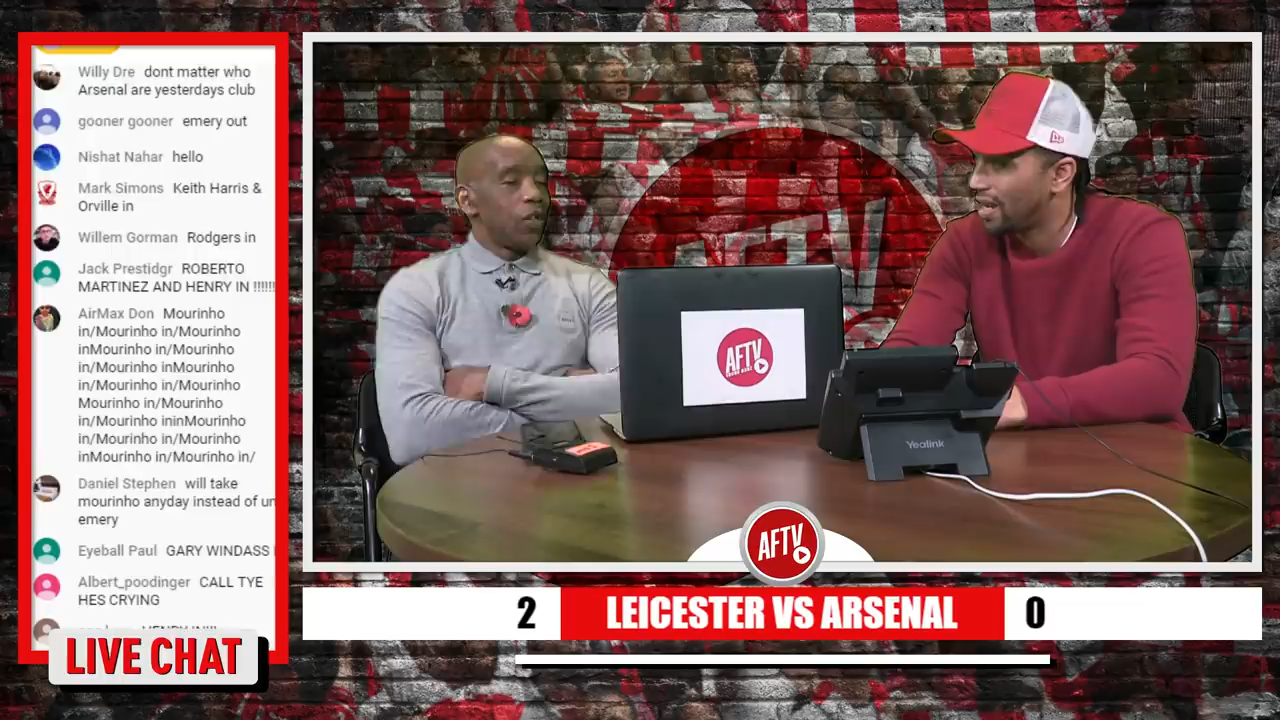 Willy Dre dont matter who
Arsenal are yesterdays club
gooner gooner emery out
Nishat Nahar hello
Mark Simons Keith Harris &
Orville in
Willem Gorman Rodgers in
Jack Prestidgr ROBERTO
MARTINEZ AND HENRY IN !!!!!!
AirMax Don Mourinho
in/Mourinho in/Mourinho
inMourinho in/Mourinho
in/Mourinho inMourinho
in/Mourinho in/Mourinho
Mourinho in/Mourinho
in/Mourinho ininMourinho
in/Mourinho in/Mourinho
inMourinho in/Mourinho in/
Daniel Stephen will take
mourinho anyday instead of un
emery
Eyeball Paul GARY WINDASS
Albert_poodinger CALL TYE
HES CRYING
LIVE CHAT
AFTV
AFTV
Yealink
AFTV
2 LEICESTER VS ARSENAL 0